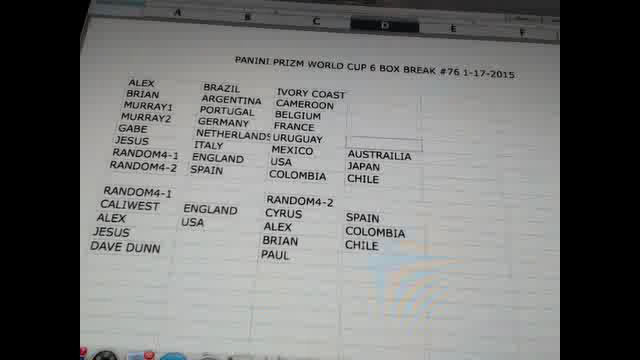 A B C D E F
PANINI PRIZM WORLD CUP 6 BOX BREAK #76 1-17-2015
ALEX BRAZIL IVORY COAST
BRIAN ARGENTINA CAMEROON
MURRAY1 PORTUGAL BELGIUM
MURRAY2 GERMANY FRANCE
GABE NETHERLANDS URUGUAY
JESUS ITALY MEXICO AUSTRAILIA
RANDOM4-1 ENGLAND USA JAPAN
RANDOM4-2 SPAIN COLOMBIA CHILE
RANDOM4-1 RANDOM4-2
CALIWEST ENGLAND CYRUS SPAIN
ALEX USA ALEX COLOMBIA
JESUS BRIAN CHILE
DAVE DUNN PAUL